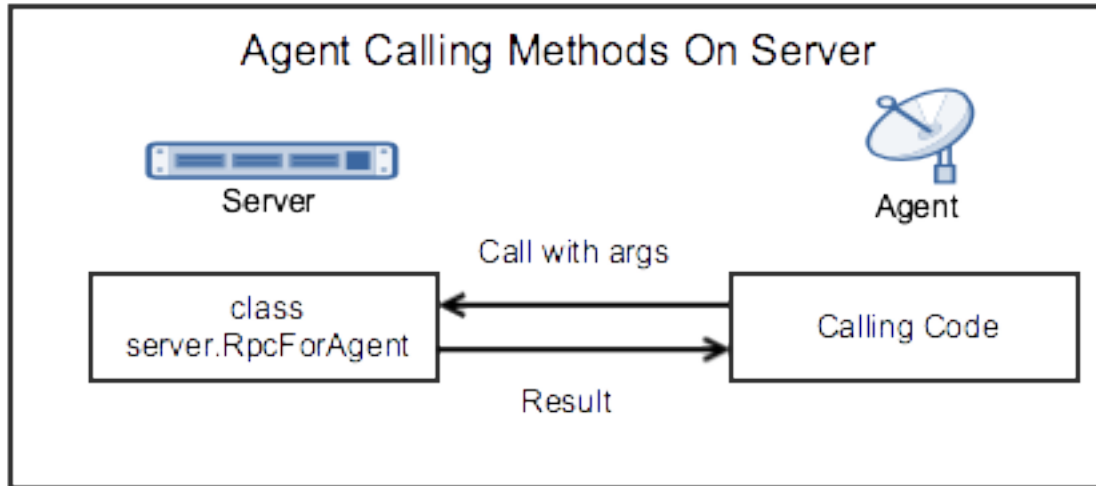 Agent Calling Methods On Server
Server
Agent
Call with args
class
server.RpcForAgent
Calling Code
Result